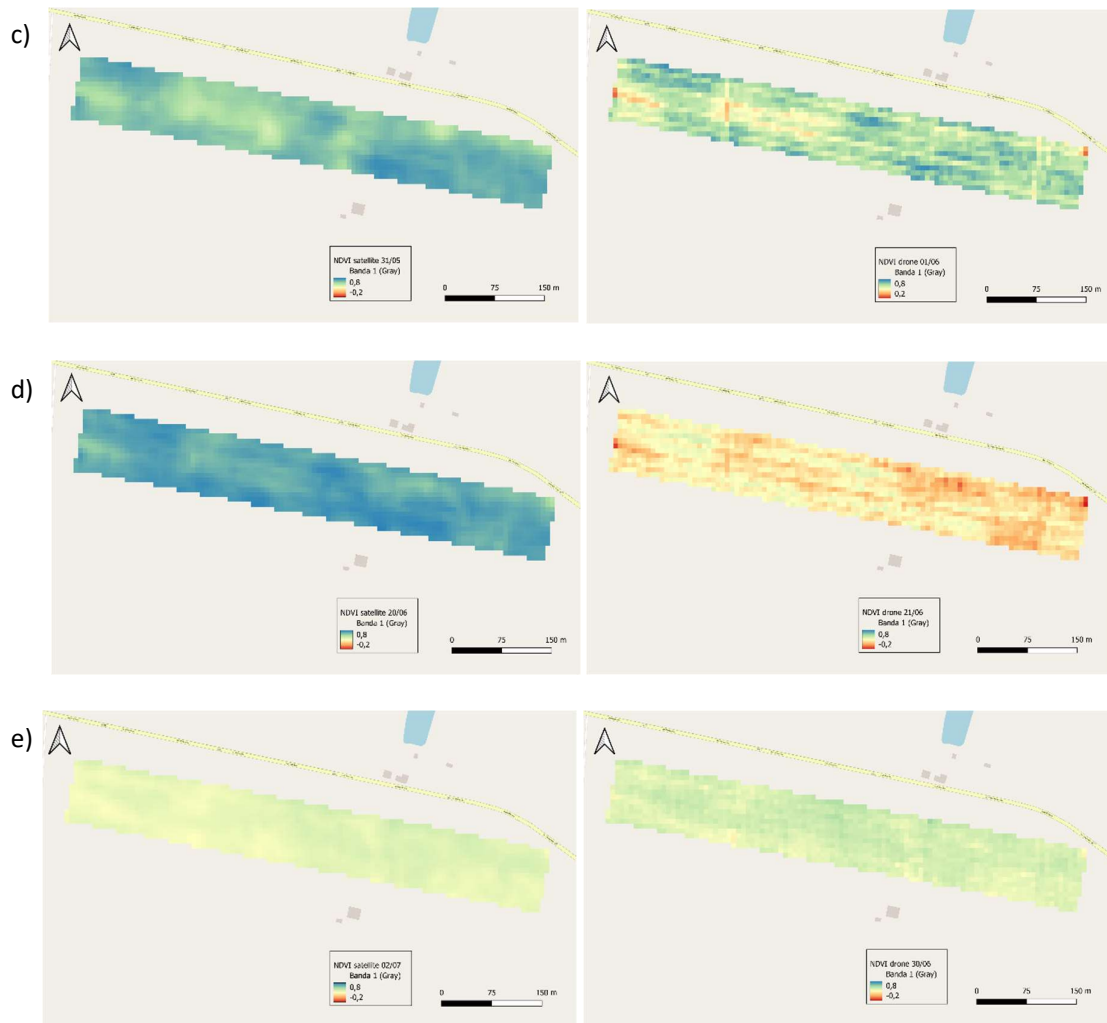 c)
NDVI satellite 31/05
Banda 1 (Gray)
0,8
-0,2
0 75 150 m
NDVI drone 01/06
Banda 1 (Gray)
0,8
0,2
0 75 150 m
d)
NDVI satellite 20/06
Banda 1 (Gray)
0,8
-0,2
0 75 150 m
NDVI drone 21/06
Banda 1 (Gray)
0,8
-0,2
0 75 150 m
e)
NDVI satellite 02/07
Banda 1 (Gray)
0,8
-0,2
0 75 150 m
NDVI drone 30/06
Banda 1 (Gray)
0,8
-0,2
0 75 150 m